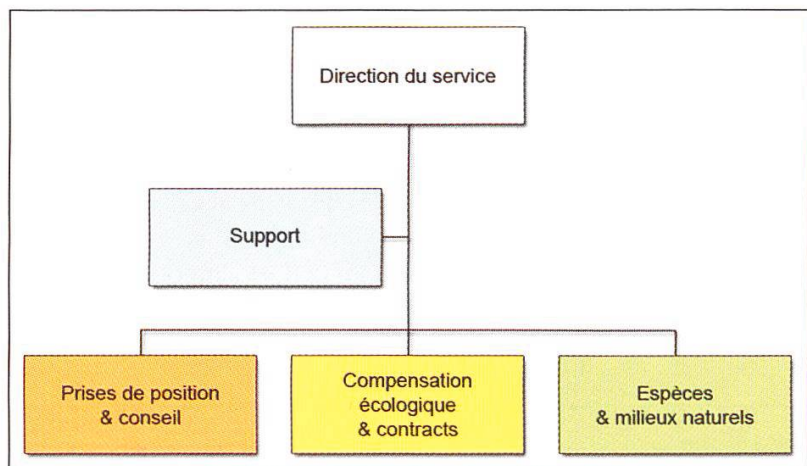 Direction du service
Support
Prises de position
& conseil
Compensation
écologique
& contracts
Espèces
& milieux naturels